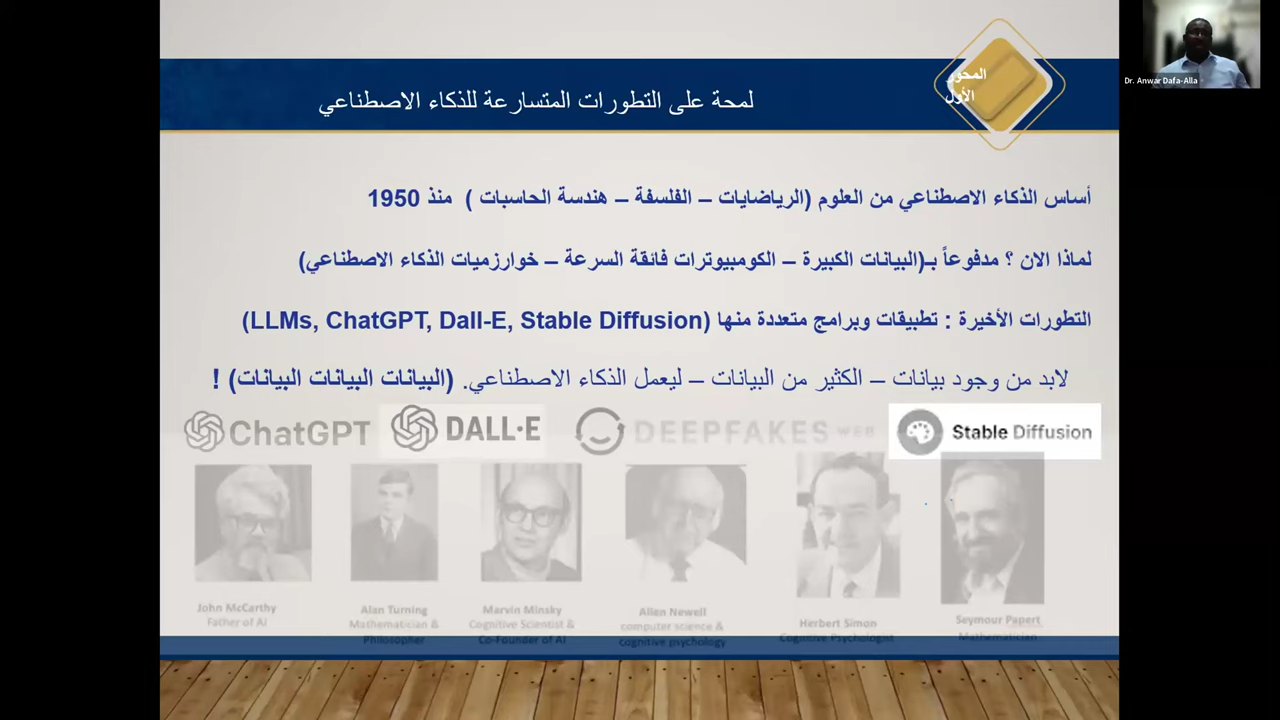 Dr. Anwar Dafa-Alla
المحور
الأول
لمحة على التطورات المتسارعة للذكاء الاصطناعي
أساس الذكاء الاصطناعي من العلوم (الرياضايات – الفلسفة – هندسة الحاسبات ) منذ 1950
لماذا الان ؟ مدفوعاً بـ(البيانات الكبيرة – الكومبيوترات فائقة السرعة – خوارزميات الذكاء الاصطناعي)
التطورات الأخيرة : تطبيقات وبرامج متعددة منها (LLMs, ChatGPT, Dall-E, Stable Diffusion)
لابد من وجود بيانات – الكثير من البيانات – ليعمل الذكاء الاصطناعي. (البيانات البيانات البيانات) !
ChatGPT
DALL·E
DEEPFAKES WEB
Stable Diffusion
John McCarthy
Father of AI
Alan Turning
Mathematician &
Philosopher
Marvin Minsky
Cognitive Scientist &
Co-Founder of AI
Allen Newell
computer science &
cognitive psychology
Herbert Simon
Cognitive Psychologist
Seymour Papert
Mathematician